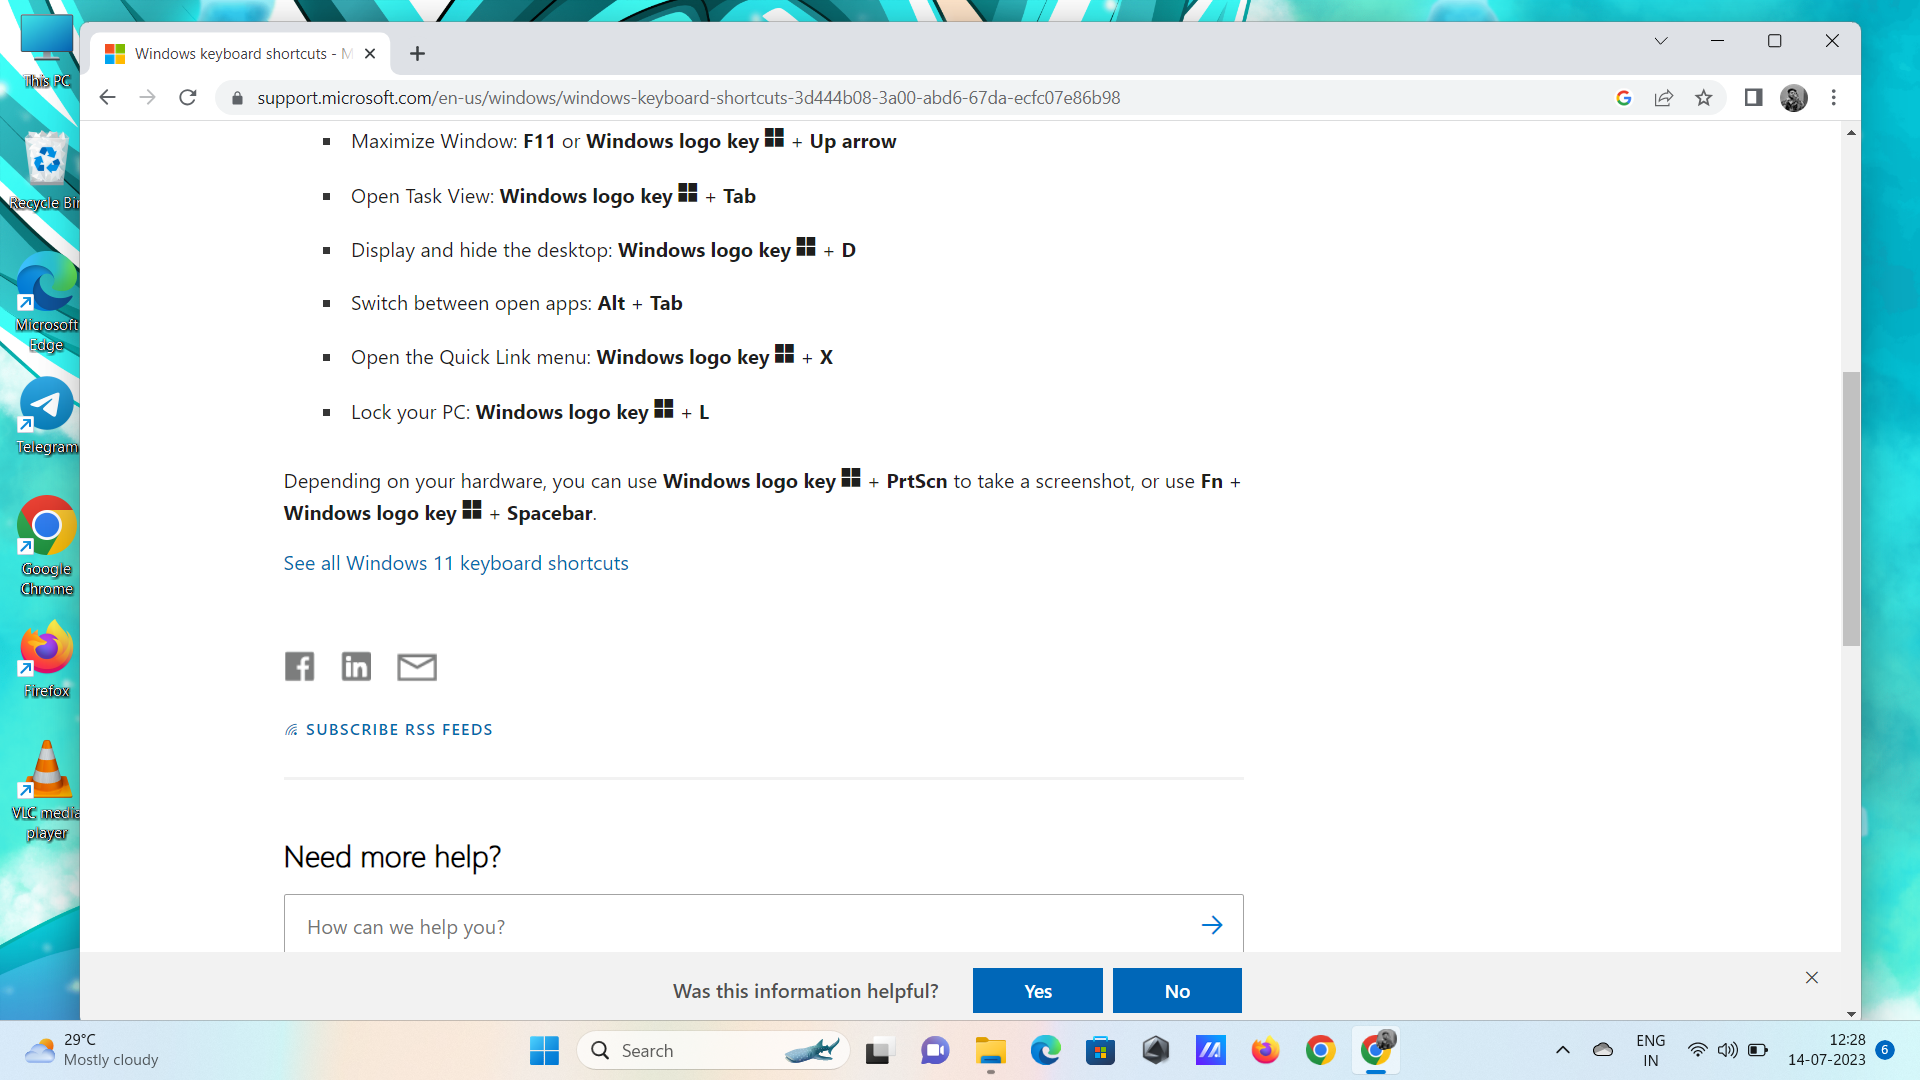 This PC
Recycle Bin
Microsoft Edge
Telegram
Google Chrome
Firefox
VLC media player
Windows keyboard shortcuts - M
support.microsoft.com/en-us/windows/windows-keyboard-shortcuts-3d444b08-3a00-abd6-67da-ecfc07e86b98
Maximize Window: F11 or Windows logo key + Up arrow
Open Task View: Windows logo key + Tab
Display and hide the desktop: Windows logo key + D
Switch between open apps: Alt + Tab
Open the Quick Link menu: Windows logo key + X
Lock your PC: Windows logo key + L
Depending on your hardware, you can use Windows logo key + PrtScn to take a screenshot, or use Fn +
Windows logo key + Spacebar.
See all Windows 11 keyboard shortcuts
SUBSCRIBE RSS FEEDS
Need more help?
How can we help you?
Was this information helpful? Yes No
29°C
Mostly cloudy
Search
ENG
IN
12:28
14-07-2023
6